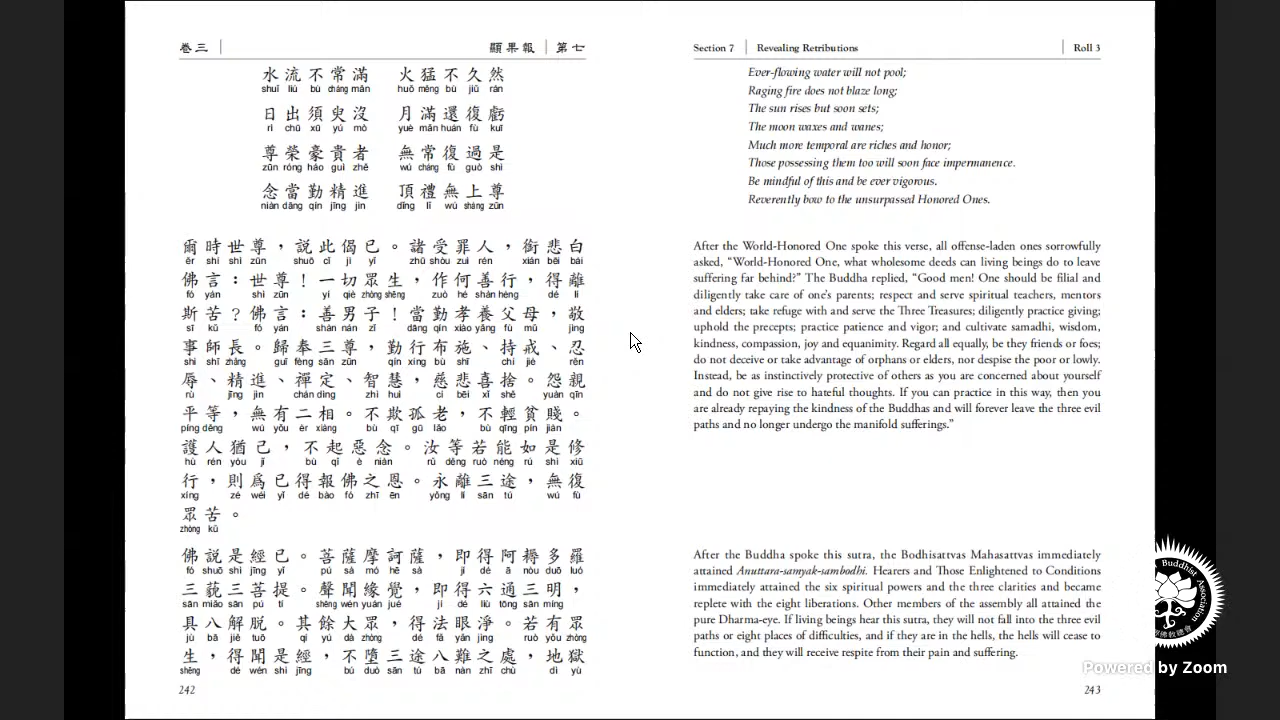 卷三 顯果報 第七
水流不常滿 火猛不久然
shuǐ liú bù cháng mǎn huǒ měng bù jiǔ rán
日出須臾沒 月滿還復虧
rì chū xū yú mò yuè mǎn huán fù kuī
尊榮豪貴者 無常復過是
zūn róng háo guì zhě wú cháng fù guò shì
念當勤精進 頂禮無上尊
niàn dāng qín jīng jìn dǐng lǐ wú shàng zūn
爾時世尊，說此偈已。諸受罪人，銜悲白
ěr shí shì zūn shuō cǐ jì yǐ zhū shòu zuì rén xián bēi bái
佛言：世尊！一切眾生，作何善行，得離
fó yán shì zūn yí qiè zhòng shēng zuò hé shàn hèng dé lí
斯苦？佛言：善男子！當勤孝養父母，敬
sī kǔ fó yán shàn nán zǐ dāng qín xiào yǎng fù mǔ jìng
事師長。歸奉三尊，勤行布施、持戒、忍
shì shī zhǎng guī fèng sān zūn qín xíng bù shī chí jiè rěn
辱、精進、禪定、智慧，慈悲喜捨。怨親
rù jīng jìn chán dìng zhì huì cí bēi xǐ shě yuàn qīn
平等，無有二相。不欺孤老，不輕貧賤。
píng děng wú yǒu èr xiàng bù qī gū lǎo bù qīng pín jiàn
護人猶己，不起惡念。汝等若能如是修
hù rén yóu jǐ bù qǐ è niàn rǔ děng ruò néng rú shì xiū
行，則爲已得報佛之恩。永離三途，無復
xíng zé wéi yǐ dé bào fó zhī ēn yǒng lí sān tú wú fù
眾苦。
zhòng kǔ
佛說是經已。菩薩摩訶薩，即得阿耨多羅
fó shuō shì jīng yǐ pú sà mó hē sà jí dé ā nòu duō luó
三藐三菩提。聲聞緣覺，即得六通三明，
sān miǎo sān pú tí shēng wén yuán jué jí dé liù tōng sān míng
具八解脫。其餘大眾，得法眼淨。若有眾
jù bā jiě tuō qí yú dà zhòng dé fǎ yǎn jìng ruò yǒu zhòng
生，得聞是經，不墮三途八難之處，地獄
shēng dé wén shì jīng bú duò sān tú bā nàn zhī chù dì yù
242
Section 7 Revealing Retributions Roll 3
Ever-flowing water will not pool;
Raging fire does not blaze long;
The sun rises but soon sets;
The moon waxes and wanes;
Much more temporal are riches and honor;
Those possessing them too will soon face impermanence.
Be mindful of this and be ever vigorous.
Reverently bow to the unsurpassed Honored Ones.
After the World-Honored One spoke this verse, all offense-laden ones sorrowfully
asked, “World-Honored One, what wholesome deeds can living beings do to leave
suffering far behind?” The Buddha replied, “Good men! One should be filial and
diligently take care of one’s parents; respect and serve spiritual teachers, mentors
and elders; take refuge with and serve the Three Treasures; diligently practice giving;
uphold the precepts; practice patience and vigor; and cultivate samadhi, wisdom,
kindness, compassion, joy and equanimity. Regard all equally, be they friends or foes;
do not deceive or take advantage of orphans or elders, nor despise the poor or lowly.
Instead, be as instinctively protective of others as you are concerned about yourself
and do not give rise to hateful thoughts. If you can practice in this way, then you
are already repaying the kindness of the Buddhas and will forever leave the three evil
paths and no longer undergo the manifold sufferings.”
After the Buddha spoke this sutra, the Bodhisattvas Mahasattvas immediately
attained Anuttara-samyak-sambodhi. Hearers and Those Enlightened to Conditions
immediately attained the six spiritual powers and the three clarities and became
replete with the eight liberations. Other members of the assembly all attained the
pure Dharma-eye. If living beings hear this sutra, they will not fall into the three evil
paths or eight places of difficulties, and if they are in the hells, the hells will cease to
function, and they will receive respite from their pain and suffering.
243
Buddhist Association
Powered by Zoom